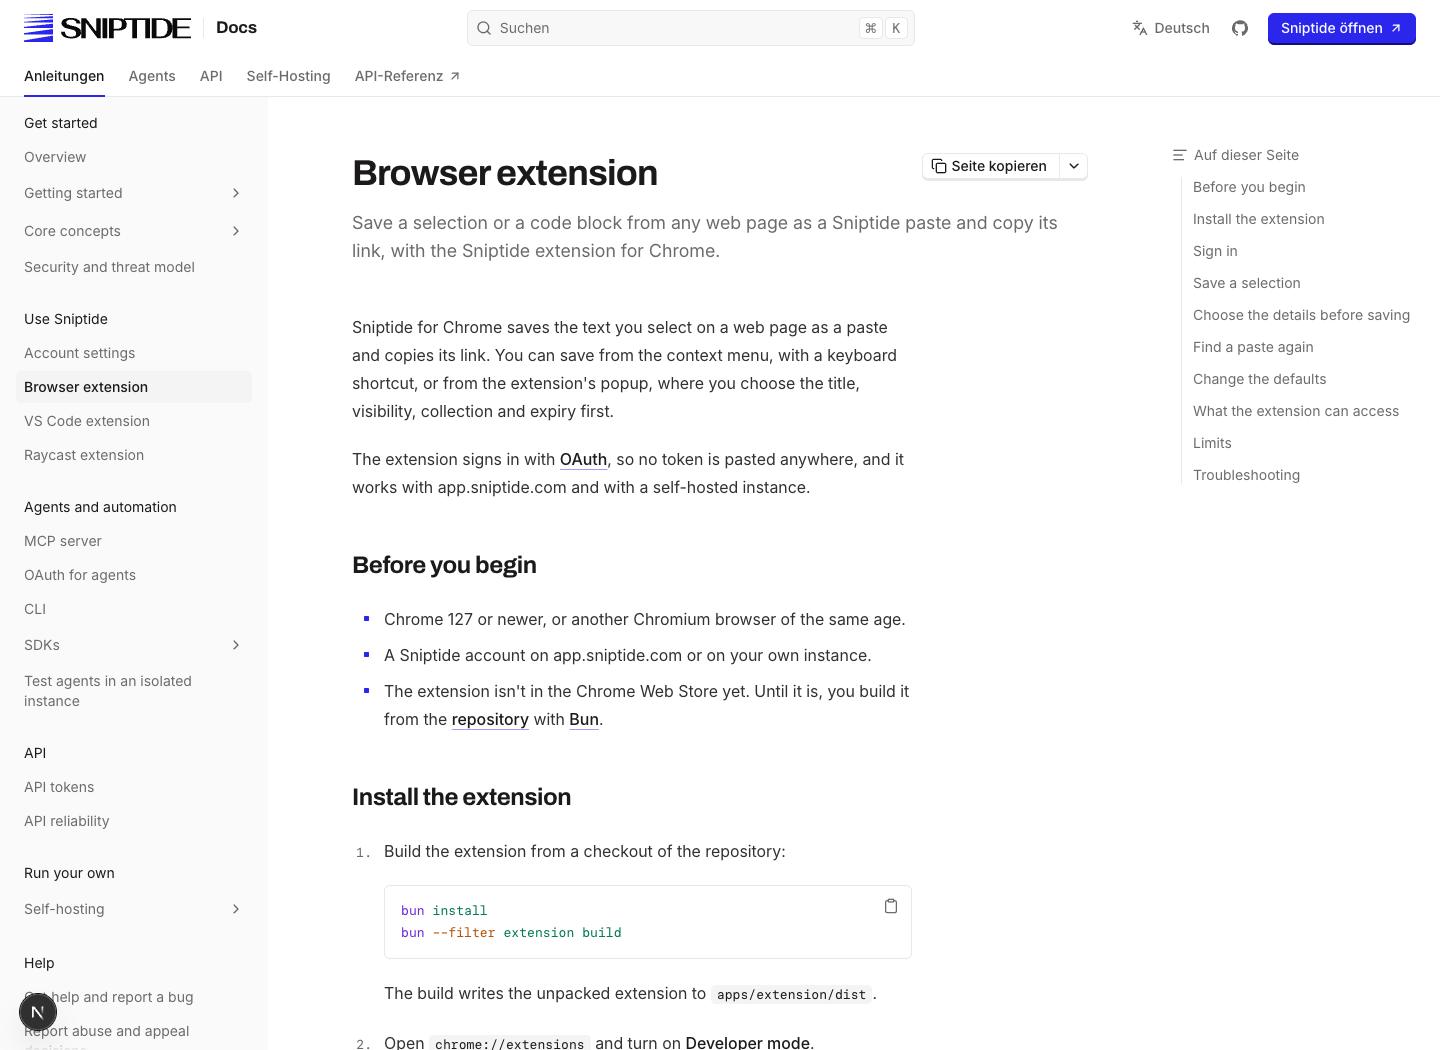 SNIPTIDE Docs
Suchen
⌘ K
Deutsch
Sniptide öffnen
Anleitungen
Agents
API
Self-Hosting
API-Referenz
Get started
Overview
Getting started
Core concepts
Security and threat model
Use Sniptide
Account settings
Browser extension
VS Code extension
Raycast extension
Agents and automation
MCP server
OAuth for agents
CLI
SDKs
Test agents in an isolated
instance
API
API tokens
API reliability
Run your own
Self-hosting
Help
help and report a bug
Report abuse and appeal
N
Browser extension
Seite kopieren
Save a selection or a code block from any web page as a Sniptide paste and copy its
link, with the Sniptide extension for Chrome.
Sniptide for Chrome saves the text you select on a web page as a paste
and copies its link. You can save from the context menu, with a keyboard
shortcut, or from the extension's popup, where you choose the title,
visibility, collection and expiry first.
The extension signs in with OAuth, so no token is pasted anywhere, and it
works with app.sniptide.com and with a self-hosted instance.
Before you begin
Chrome 127 or newer, or another Chromium browser of the same age.
A Sniptide account on app.sniptide.com or on your own instance.
The extension isn't in the Chrome Web Store yet. Until it is, you build it
from the repository with Bun.
Install the extension
1. Build the extension from a checkout of the repository:
bun install
bun --filter extension build
The build writes the unpacked extension to apps/extension/dist.
2. Open chrome://extensions and turn on Developer mode.
Auf dieser Seite
Before you begin
Install the extension
Sign in
Save a selection
Choose the details before saving
Find a paste again
Change the defaults
What the extension can access
Limits
Troubleshooting